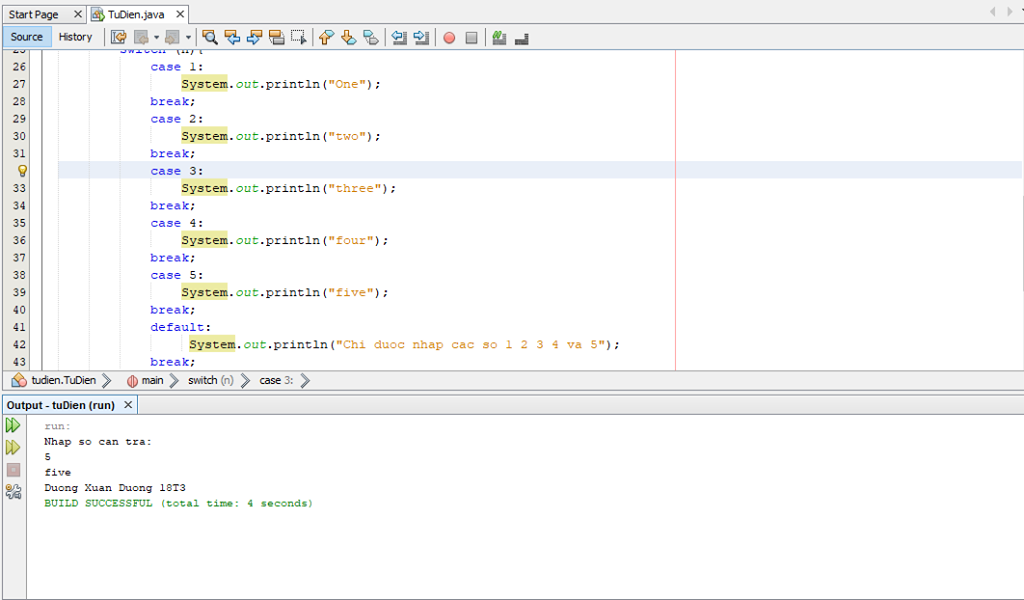 Start Page TuDien.java
Source History
25 switch (n){
26 case 1:
27 System.out.println("One");
28 break;
29 case 2:
30 System.out.println("two");
31 break;
case 3:
33 System.out.println("three");
34 break;
35 case 4:
36 System.out.println("four");
37 break;
38 case 5:
39 System.out.println("five");
40 break;
41 default:
42 System.out.println("Chi duoc nhap cac so 1 2 3 4 va 5");
43 break;
tudien.TuDien main switch (n) case 3:
Output - tuDien (run)
run:
Nhap so can tra:
5
five
Duong Xuan Duong 18T3
BUILD SUCCESSFUL (total time: 4 seconds)